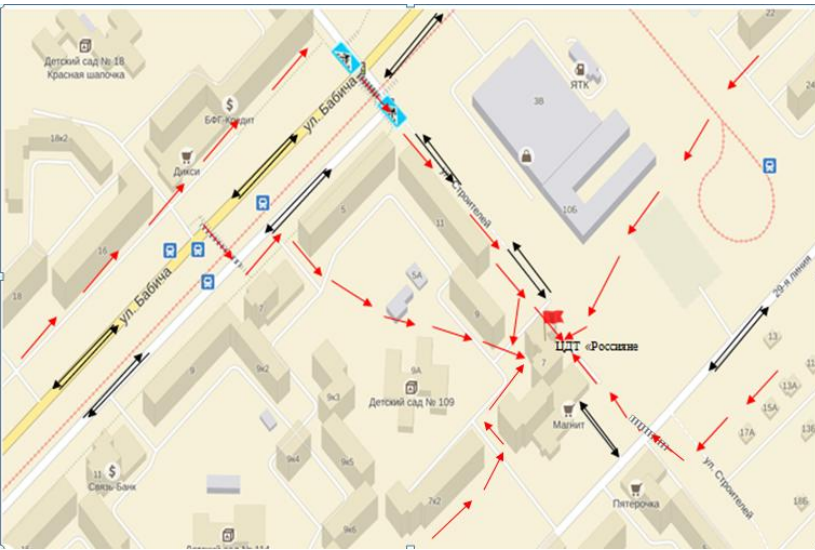 22
Детский сад № 18
Красная шапочка
ЯТК
24
3В
БФГ-Кредит
ул. Бабича
18к2
Дикси
ул. Строителей
10Б
5
11
16
5А
29-я линия
18
ул. Бабича
7
9
ЦДТ «Россияне
13
7
9
9к2
9А
13А
Детский сад № 109
9к3
15А
Магнит
17А
13Б
11
Связь-Банк
9к4
9к5
ул. Строителей
7к2
Пятёрочка
18Б
9к6
Детский сад № 114